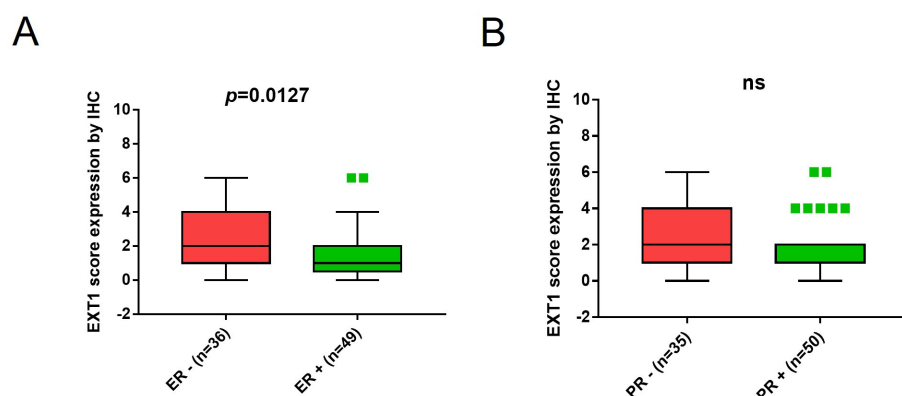 A
B
p=0.0127
ns
EXT1 score expression by IHC
10
8
6
4
2
0
-2
ER - (n=36)
ER + (n=49)
EXT1 score expression by IHC
10
8
6
4
2
0
-2
PR - (n=35)
PR + (n=50)